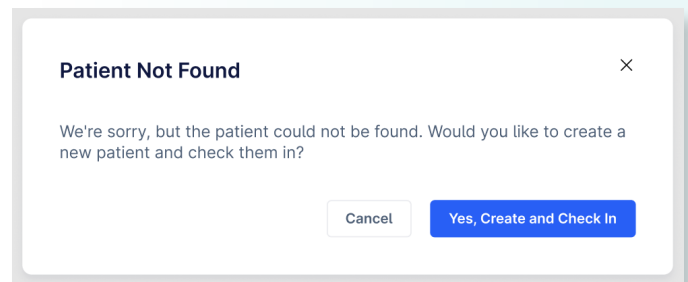 Patient Not Found
We're sorry, but the patient could not be found. Would you like to create a
new patient and check them in?
Cancel
Yes, Create and Check In